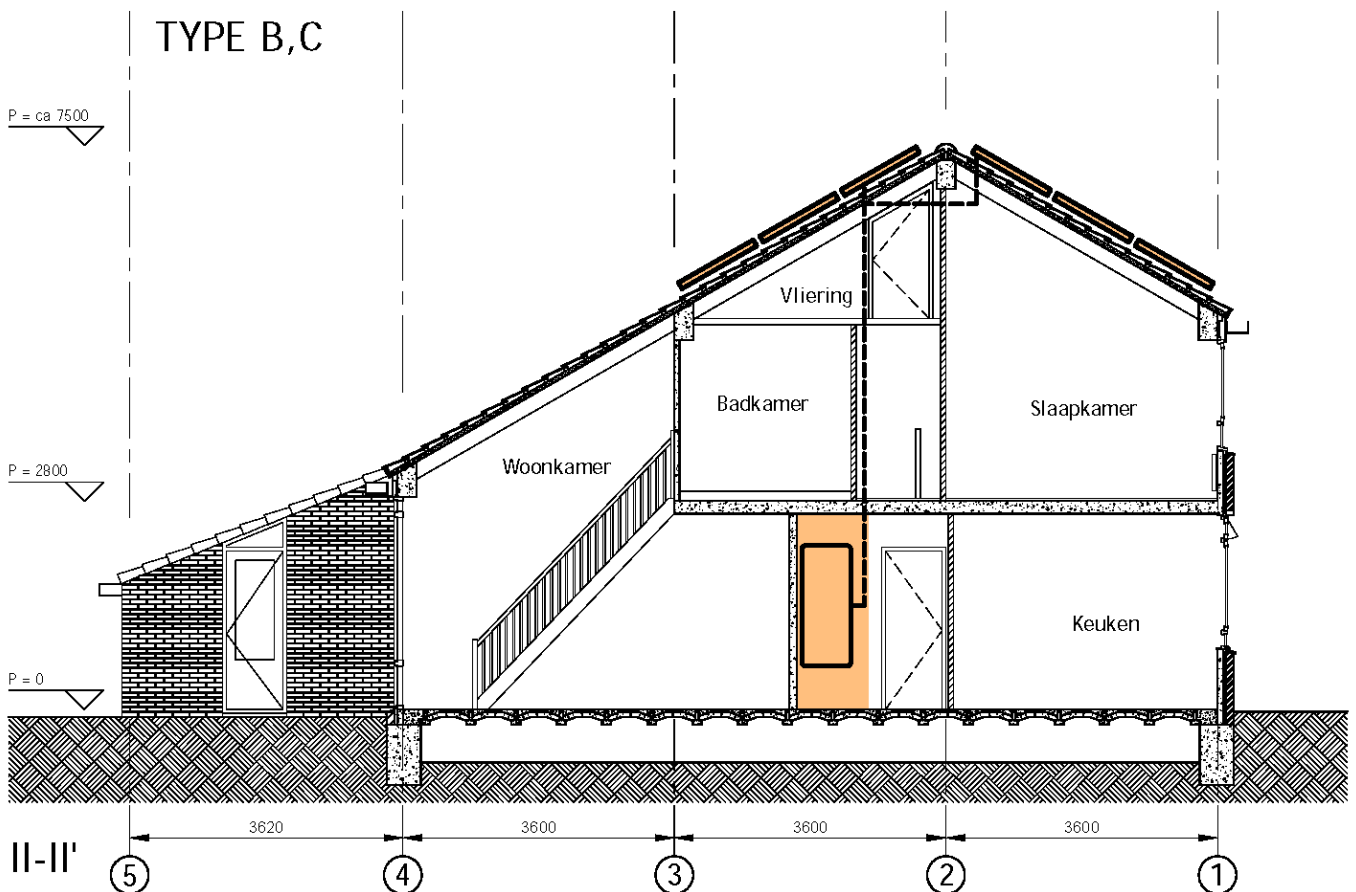 TYPE B,C
P = ca 7500
Vliering
Badkamer
Slaapkamer
Woonkamer
P = 2800
Keuken
P = 0
3620
3600
3600
3600
II-II'
5
4
3
2
1